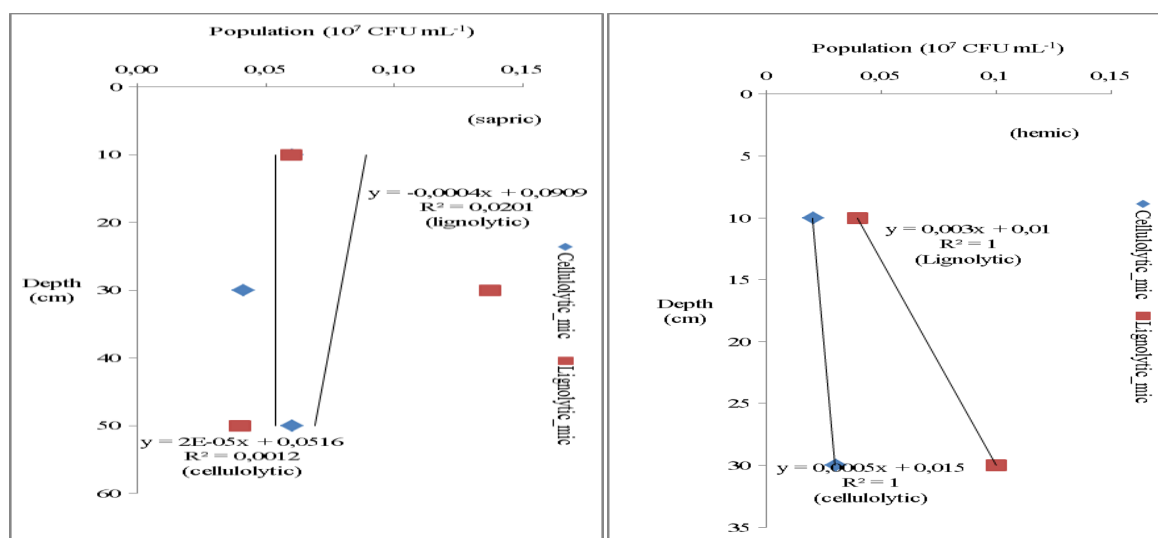 Population (10⁷ CFU mL⁻¹)
0,00 0,05 0,10 0,15
0
(sapric)
10
y = -0,0004x + 0,0909
R² = 0,0201
(lignolytic)
20
Depth
(cm)
30
40
50
y = 2E-05x + 0,0516
R² = 0,0012
(cellulolytic)
60
Cellulolytic_mic
Lignolytic_mic
Population (10⁷ CFU mL⁻¹)
0 0,05 0,1 0,15
0
(hemic)
5
10
y = 0,003x + 0,01
R² = 1
(Lignolytic)
15
Depth
(cm)
20
25
30
y = 0,0005x + 0,015
R² = 1
(cellulolytic)
35
Cellulolytic_mic
Lignolytic_mic